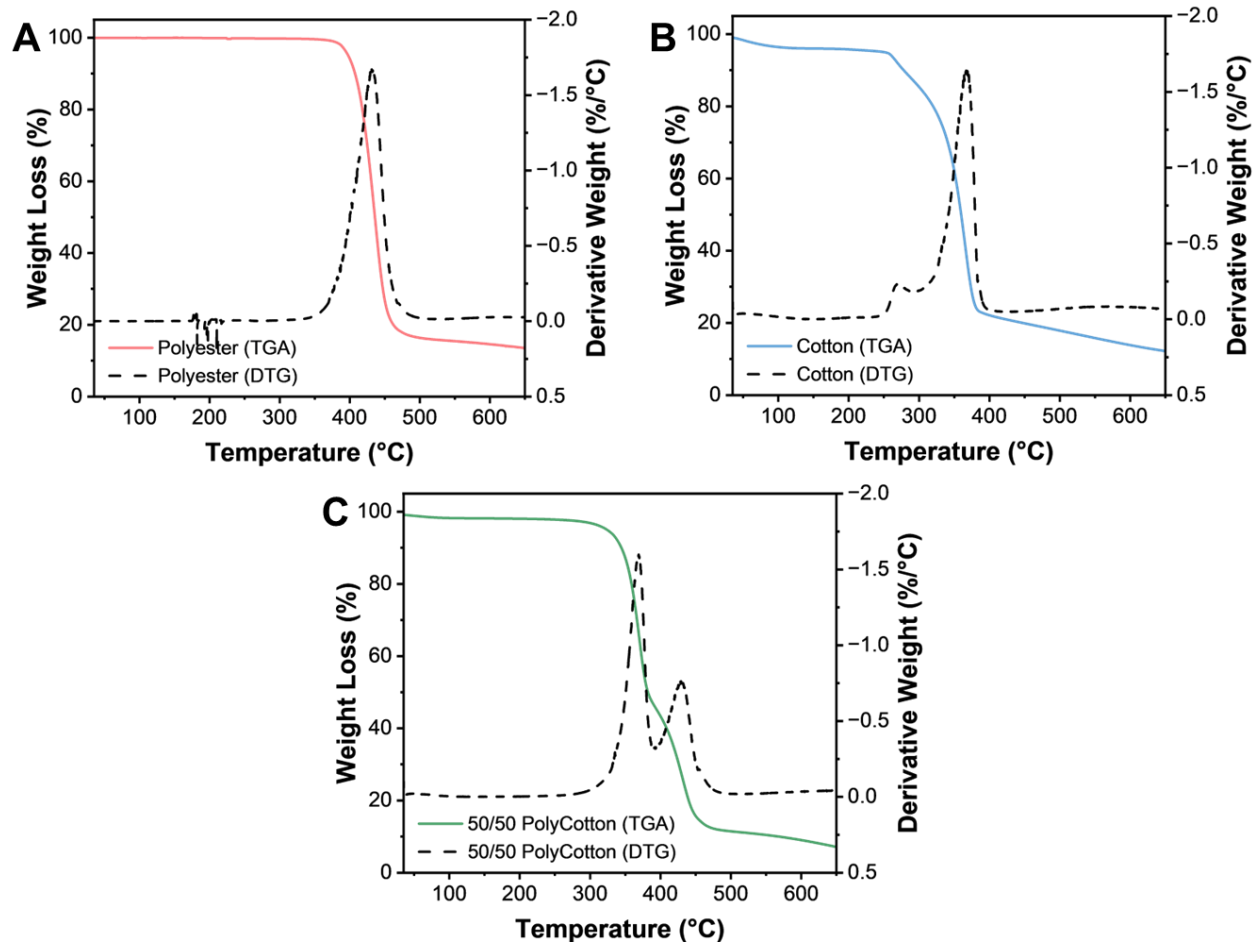 A
Weight Loss (%)
100
80
60
40
20
0
−2.0
−1.5
−1.0
−0.5
0.0
0.5
Derivative Weight (%/°C)
Polyester (TGA)
Polyester (DTG)
100 200 300 400 500 600
Temperature (°C)
B
Weight Loss (%)
100
80
60
40
20
0
−2.0
−1.5
−1.0
−0.5
0.0
0.5
Derivative Weight (%/°C)
Cotton (TGA)
Cotton (DTG)
100 200 300 400 500 600
Temperature (°C)
C
Weight Loss (%)
100
80
60
40
20
0
−2.0
−1.5
−1.0
−0.5
0.0
0.5
Derivative Weight (%/°C)
50/50 PolyCotton (TGA)
50/50 PolyCotton (DTG)
100 200 300 400 500 600
Temperature (°C)